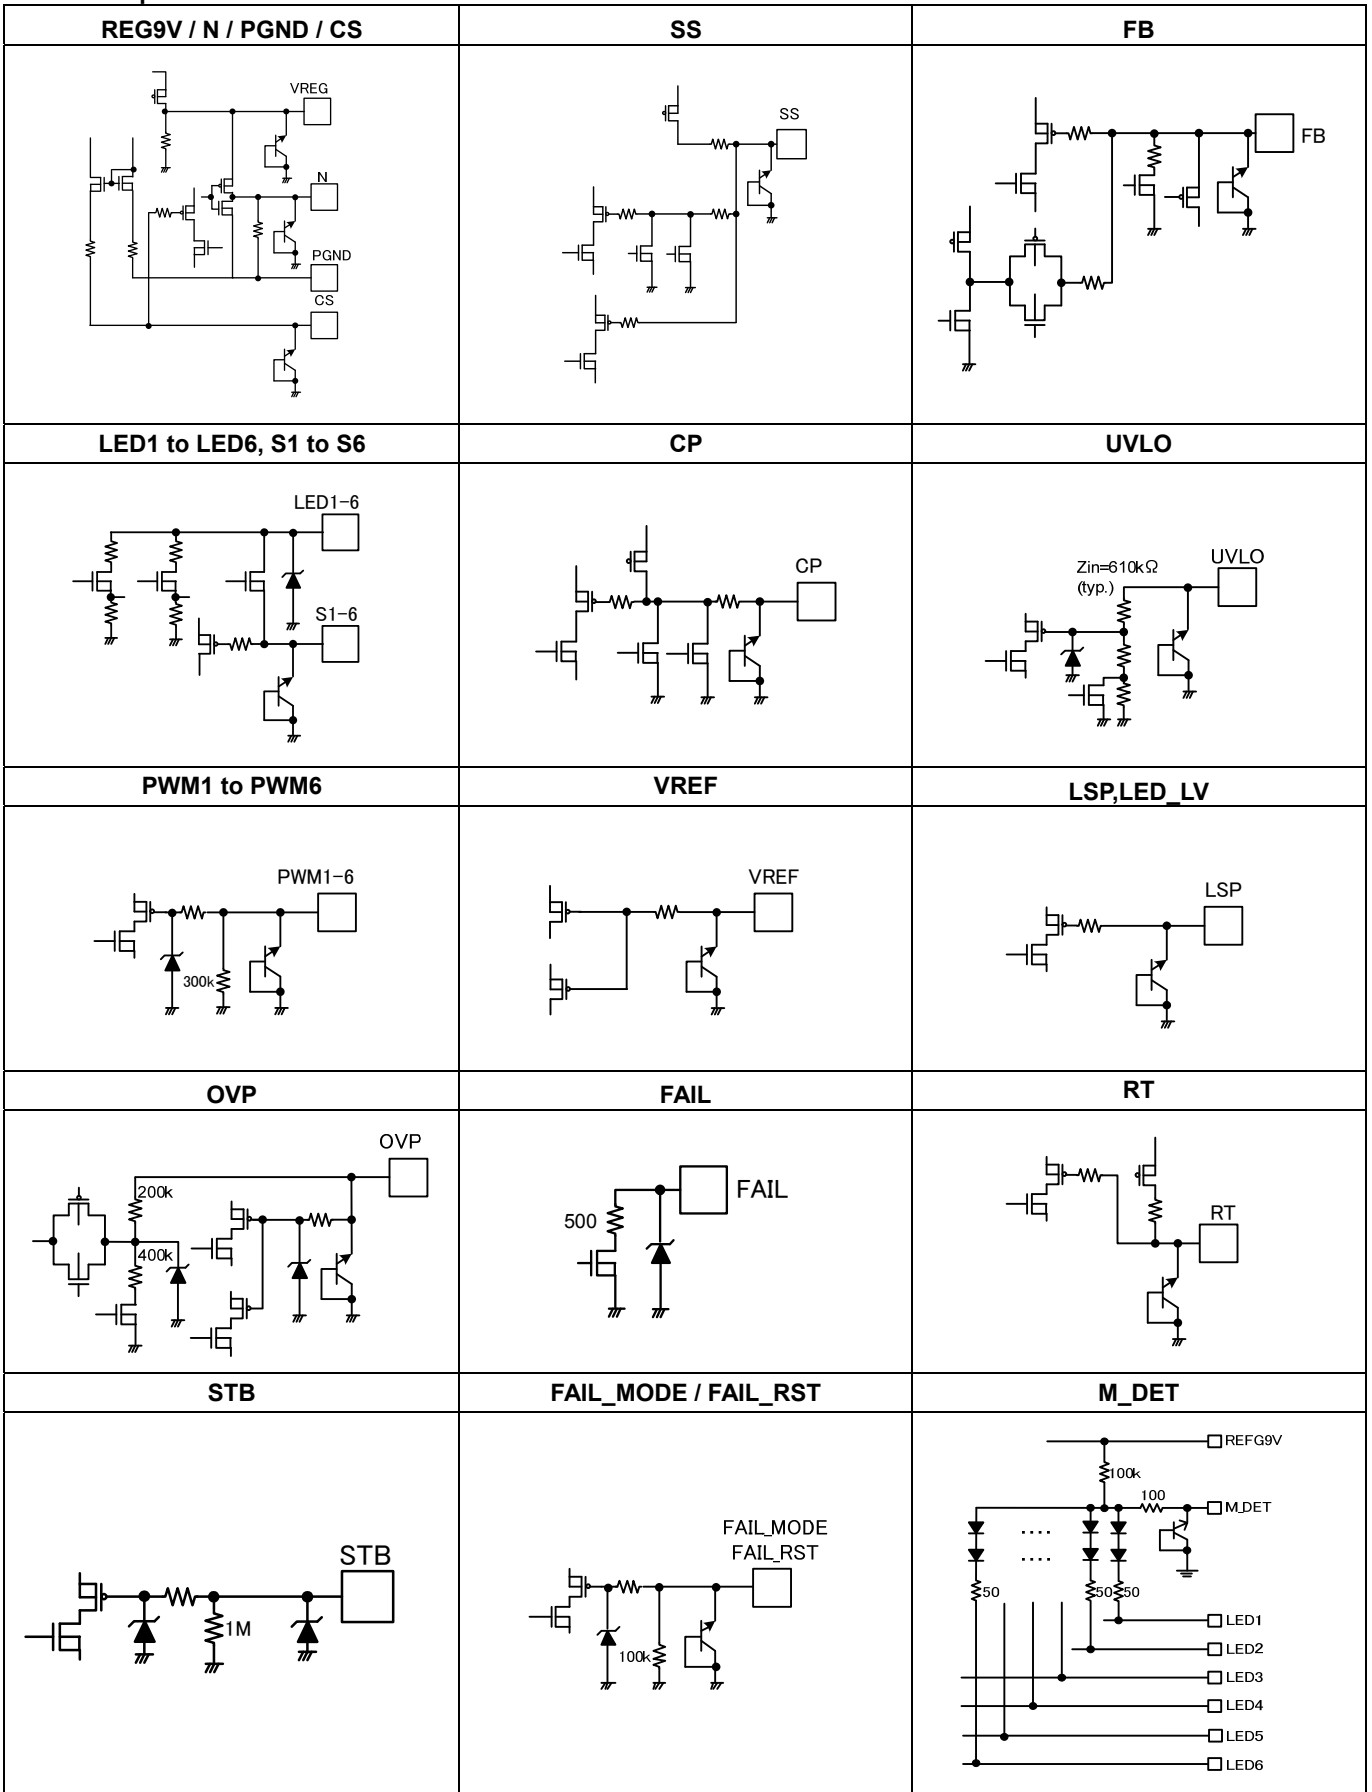 REG9V / N / PGND / CS
SS
FB
VREG
N
PGND
CS
SS
FB
LED1 to LED6, S1 to S6
CP
UVLO
LED1-6
S1-6
CP
Zin=610kΩ
(typ.)
UVLO
PWM1 to PWM6
VREF
LSP,LED_LV
PWM1-6
300k
VREF
LSP
OVP
FAIL
RT
OVP
200k
400k
500
FAIL
RT
STB
FAIL_MODE / FAIL_RST
M_DET
STB
1M
FAIL_MODE
FAIL_RST
100k
REFG9V
100k
100
M_DET
50
50
50
LED1
LED2
LED3
LED4
LED5
LED6